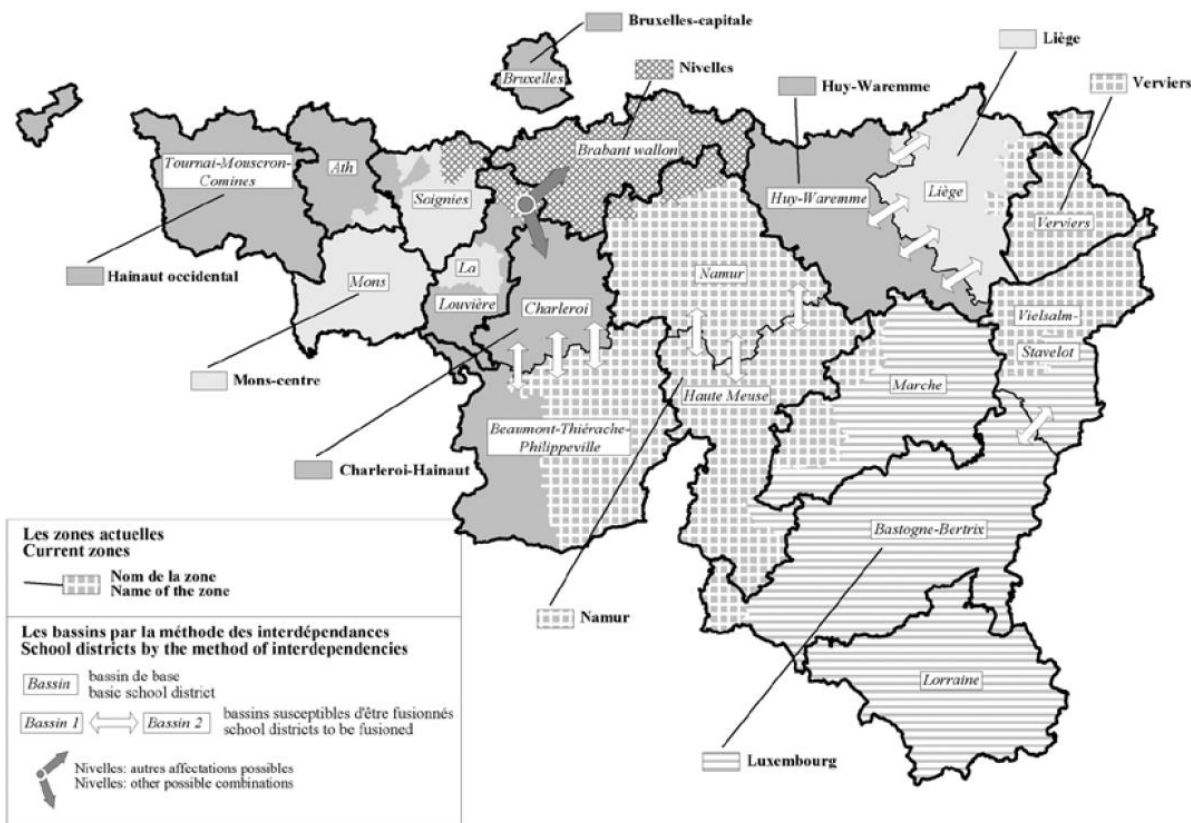 Bruxelles-capitale
Liège
Bruxelles
Nivelles
Huy-Waremme
Verviers
Brabant wallon
Tournai-Mouscron-
Comines
Ath
Soignies
Huy-Waremme
Liège
Verviers
Hainaut occidental
Mons
La
Louvière
Charleroi
Namur
Vielsalm-
Stavelot
Mons-centre
Marche
Haute Meuse
Beaumont-Thiérache-
Philippeville
Charleroi-Hainaut
Bastogne-Bertrix
Namur
Lorraine
Luxembourg
Les zones actuelles
Current zones
Nom de la zone
Name of the zone
Les bassins par la méthode des interdépendances
School districts by the method of interdependencies
Bassin
bassin de base
basic school district
Bassin 1
Bassin 2
bassins susceptibles d'être fusionnés
school districts to be fusioned
Nivelles: autres affectations possibles
Nivelles: other possible combinations